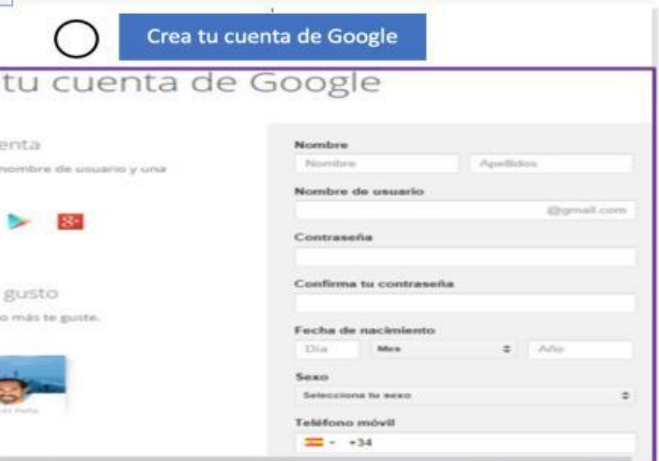 Crea tu cuenta de Google
tu cuenta de Google
enta
nombre de usuario y una
gusto
o más te guste.
Nombre
Nombre Apellidos
Nombre de usuario
@gmail.com
Contraseña
Confirma tu contraseña
Fecha de nacimiento
Día Mes Año
Sexo
Selecciona tu sexo
Teléfono móvil
+34